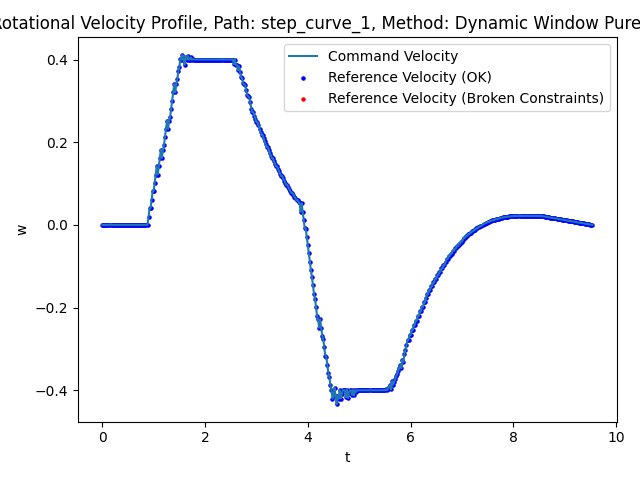 Rotational Velocity Profile, Path: step_curve_1, Method: Dynamic Window Pure
Command Velocity
Reference Velocity (OK)
Reference Velocity (Broken Constraints)
0.4
0.2
0.0
−0.2
−0.4
w
0 2 4 6 8 10
t